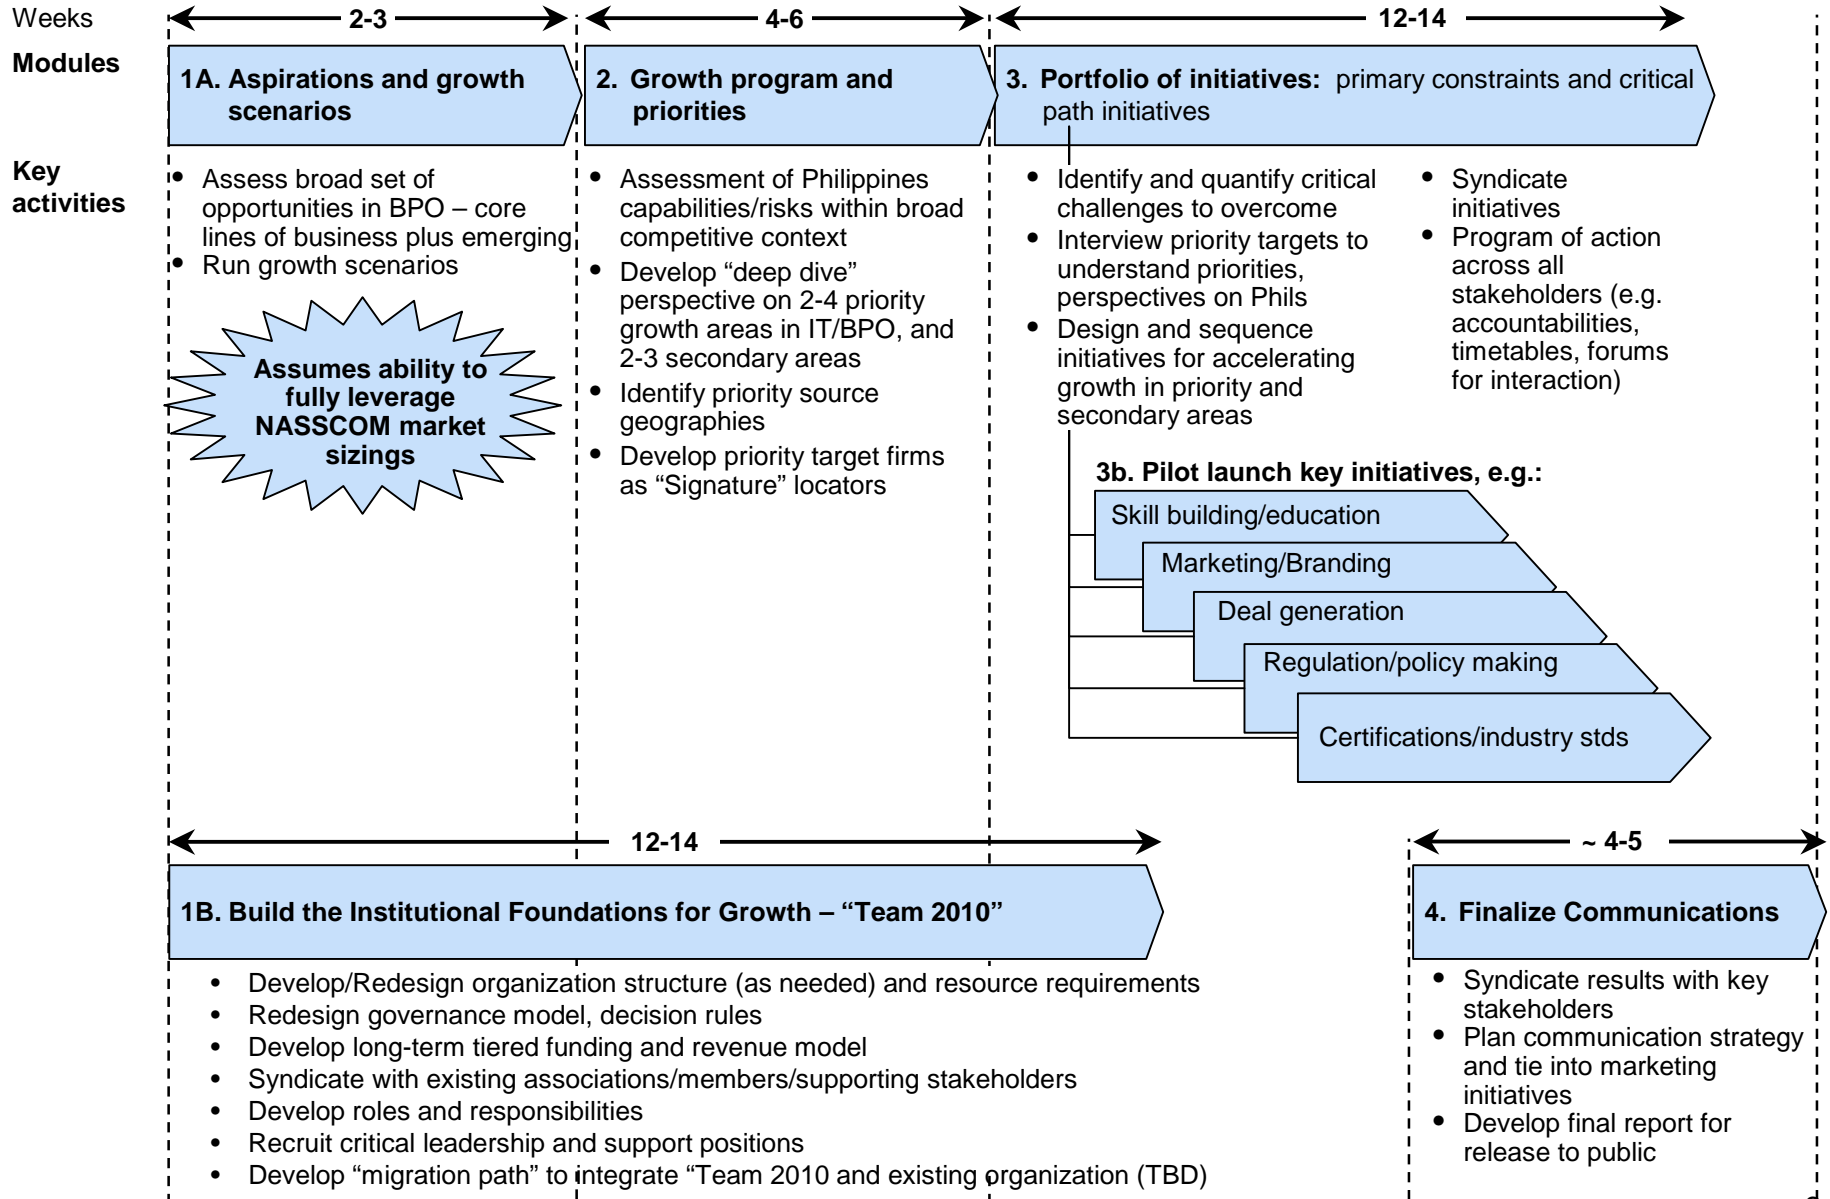 Weeks
2-3
4-6
12-14
Modules
1A. Aspirations and growth
scenarios
2. Growth program and
priorities
3. Portfolio of initiatives: primary constraints and critical
path initiatives
Key
activities
• Assess broad set of
opportunities in BPO – core
lines of business plus emerging
• Run growth scenarios
Assumes ability to
fully leverage
NASSCOM market
sizings
• Assessment of Philippines
capabilities/risks within broad
competitive context
• Develop “deep dive”
perspective on 2-4 priority
growth areas in IT/BPO, and
2-3 secondary areas
• Identify priority source
geographies
• Develop priority target firms
as “Signature” locators
• Identify and quantify critical
challenges to overcome
• Interview priority targets to
understand priorities,
perspectives on Phils
• Design and sequence
initiatives for accelerating
growth in priority and
secondary areas
• Syndicate
initiatives
• Program of action
across all
stakeholders (e.g.
accountabilities,
timetables, forums
for interaction)
3b. Pilot launch key initiatives, e.g.:
Skill building/education
Marketing/Branding
Deal generation
Regulation/policy making
Certifications/industry stds
12-14
~ 4-5
1B. Build the Institutional Foundations for Growth – “Team 2010”
4. Finalize Communications
• Develop/Redesign organization structure (as needed) and resource requirements
• Redesign governance model, decision rules
• Develop long-term tiered funding and revenue model
• Syndicate with existing associations/members/supporting stakeholders
• Develop roles and responsibilities
• Recruit critical leadership and support positions
• Develop “migration path” to integrate “Team 2010 and existing organization (TBD)
• Syndicate results with key
stakeholders
• Plan communication strategy
and tie into marketing
initiatives
• Develop final report for
release to public